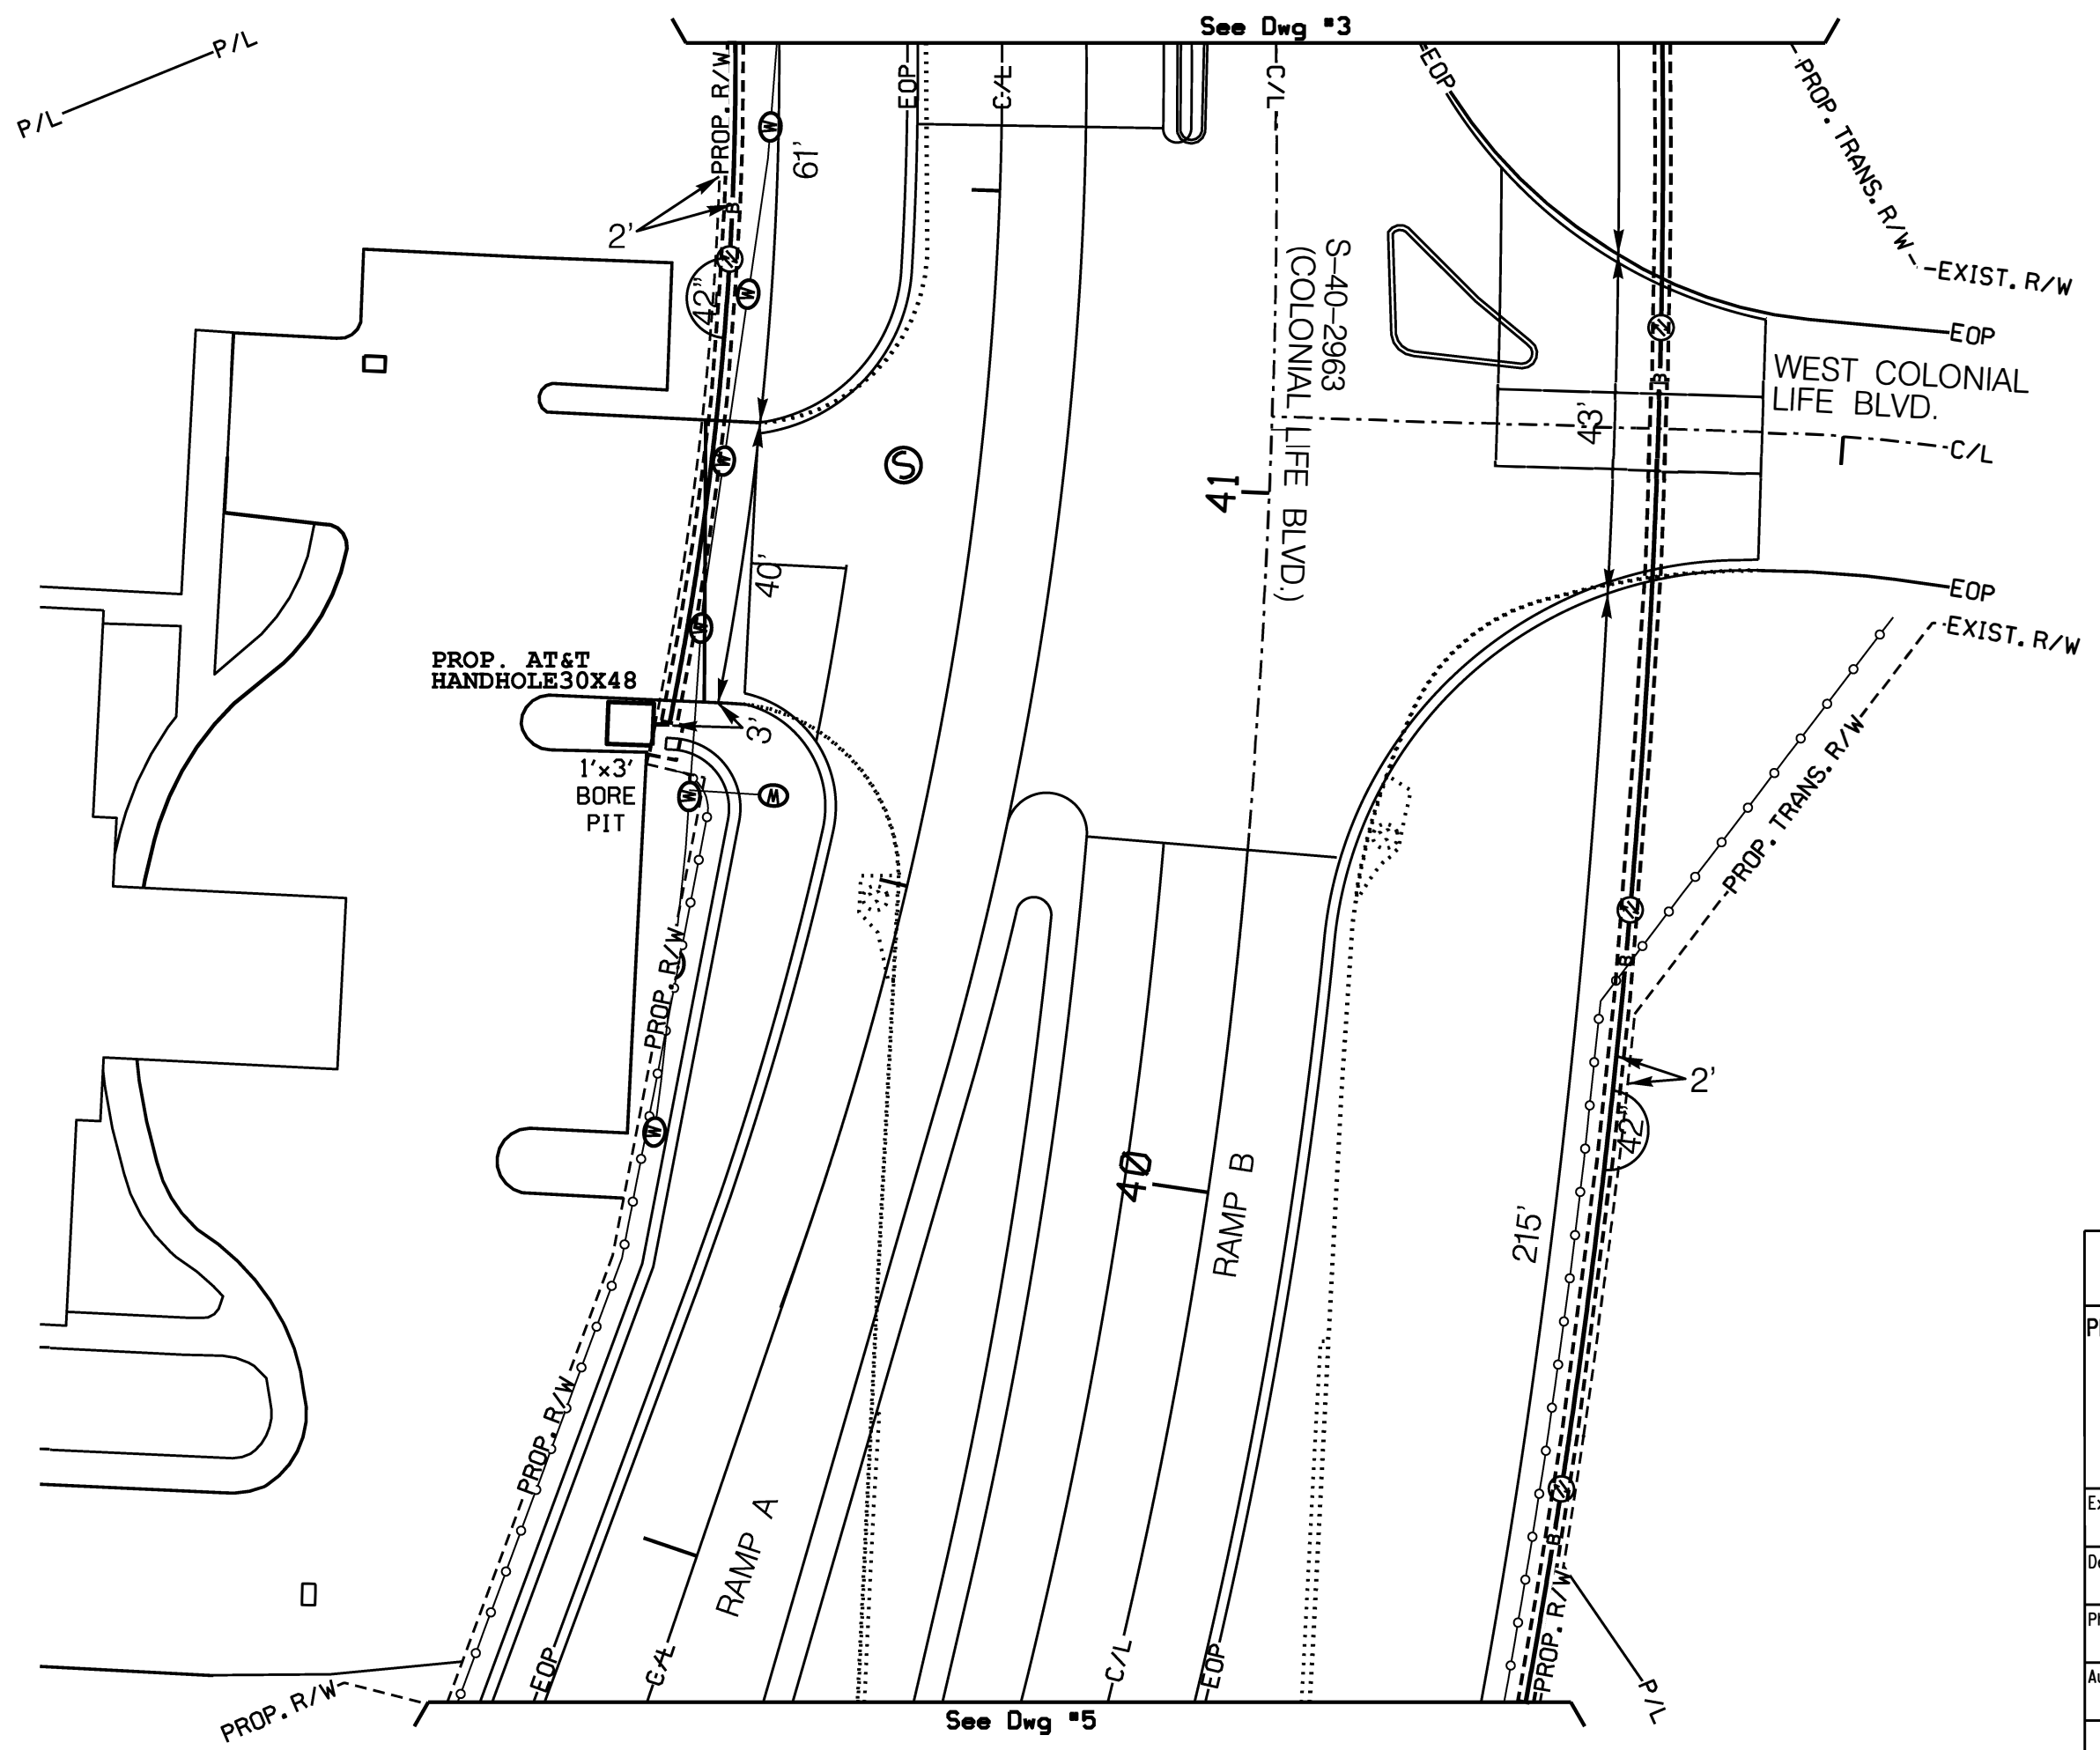 See Dwg #3
P/L
P/L
PROP. R/W
EOP
C/L
C/L
EOP
PROP. TRANS. R/W
W
61'
2'
B
EXIST. R/W
42"
W
S-40-2963
(COLONIAL LIFE BLVD.)
EOP
WEST COLONIAL
LIFE BLVD.
B
43'
C/L
W
S
41
40'
EOP
EXIST. R/W
W
PROP. AT&T
HANDHOLE30X48
3'
1'x3'
BORE
PIT
W
W
PROP. TRANS. R/W
PROP. R/W
B
2'
42"
W
40
RAMP B
215'
PROP. R/W
RAMP A
B
EOP
C/L
C/L
EOP
PROP. R/W
P/L
PROP. R/W
See Dwg #5